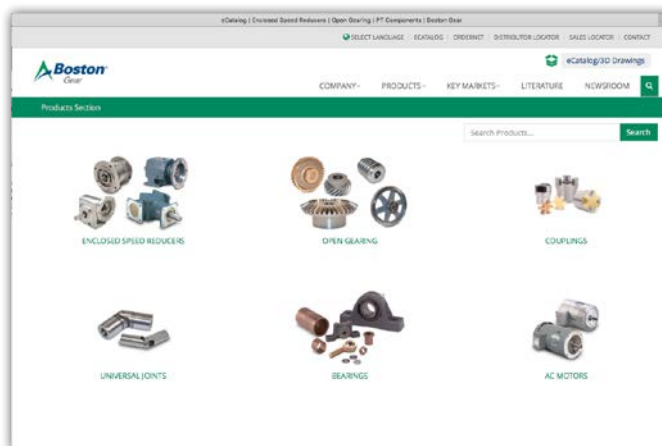 eCatalog | Enclosed Speed Reducers | Open Gearing | PT Components | Boston Gear
SELECT LANGUAGE ECATALOG ORDERNET DISTRIBUTOR LOCATOR SALES LOCATOR CONTACT
eCatalog/3D Drawings
Boston
Gear
COMPANY PRODUCTS KEY MARKETS LITERATURE NEWSROOM
Products Section
Search Products... Search
ENCLOSED SPEED REDUCERS OPEN GEARING COUPLINGS
UNIVERSAL JOINTS BEARINGS AC MOTORS